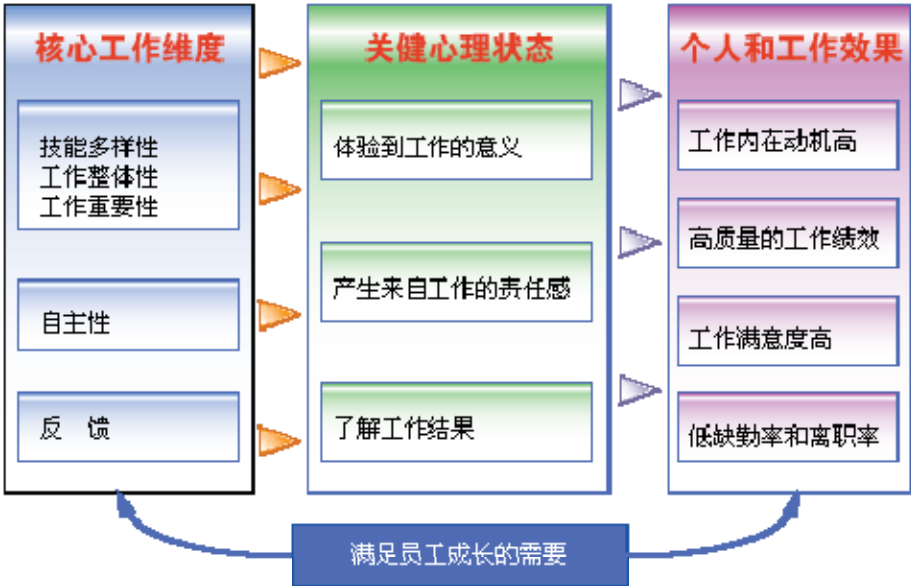 核心工作维度
技能多样性
工作整体性
工作重要性
自主性
反 馈
关健心理状态
体验到工作的意义
产生来自工作的责任感
了解工作结果
个人和工作效果
工作内在动机高
高质量的工作绩效
工作满意度高
低缺勤率和离职率
满足员工成长的需要